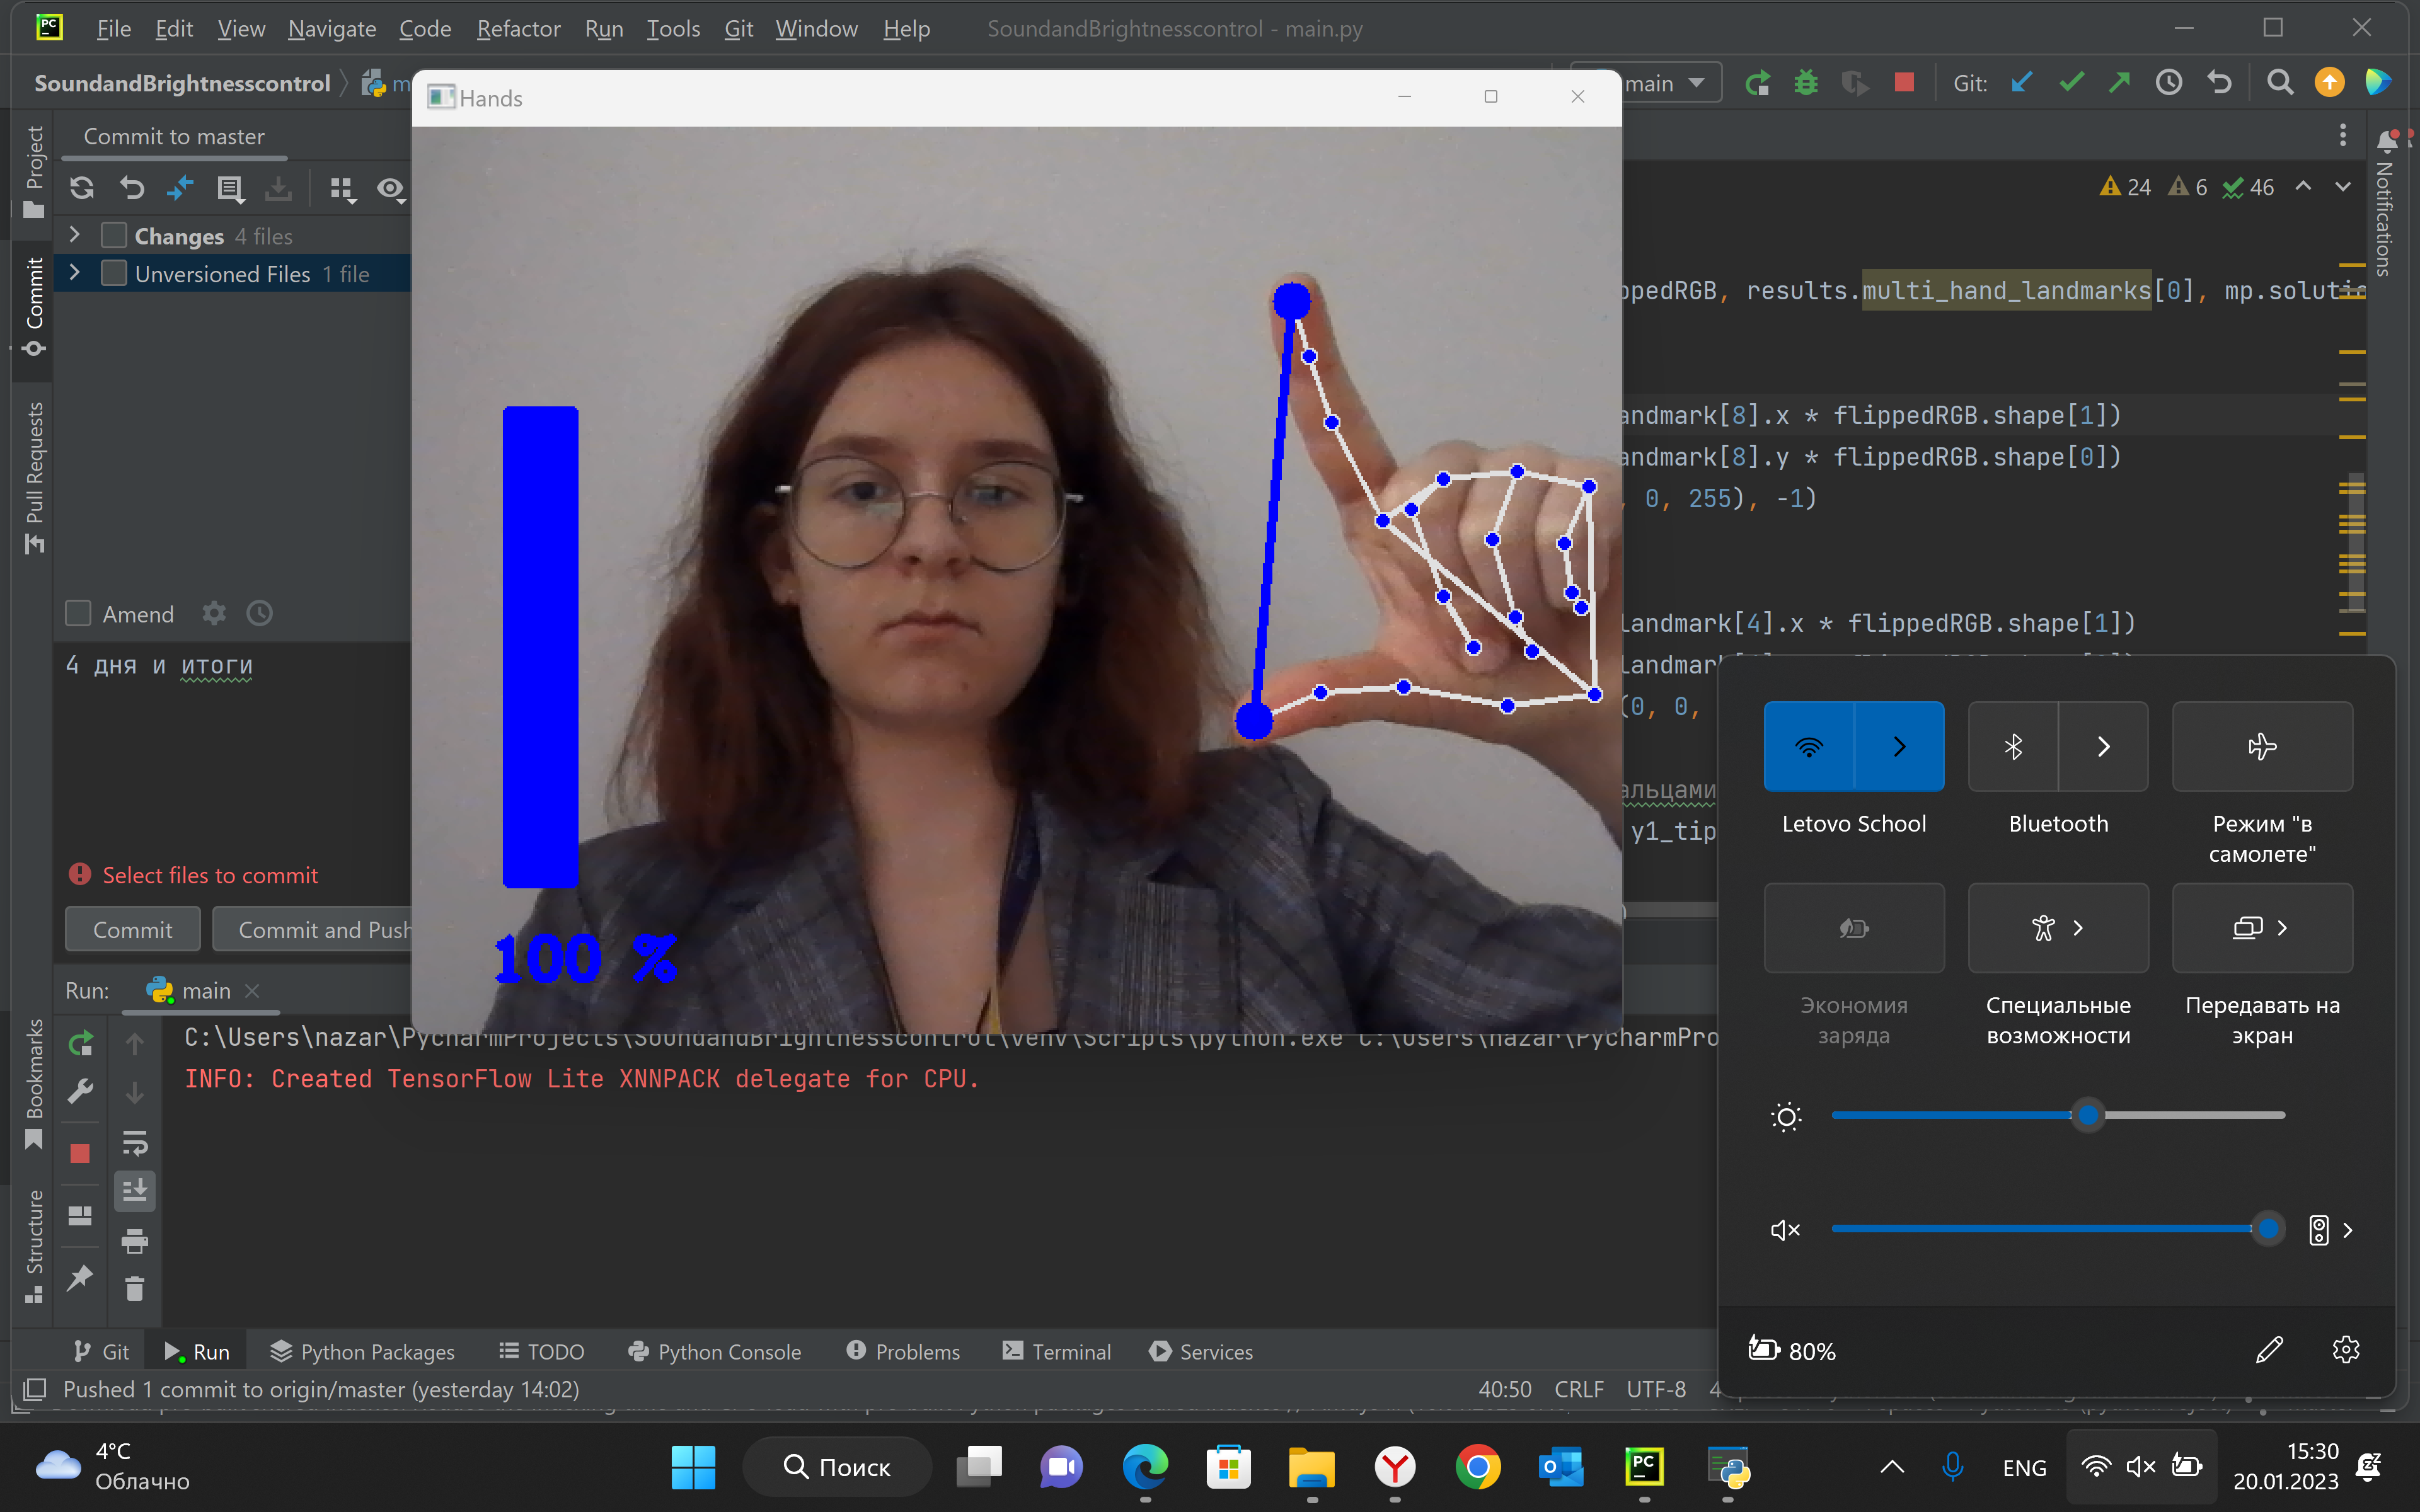 File Edit View Navigate Code Refactor Run Tools Git Window Help SoundandBrightnesscontrol - main.py
SoundandBrightnesscontrol
main
Git:
Hands
Commit to master
Project
Commit
Pull Requests
Bookmarks
Structure
Notifications
24 6 46
Changes 4 files
Unversioned Files 1 file
ppedRGB, results.multi_hand_landmarks[0], mp.solutio
andmark[8].x * flippedRGB.shape[1])
andmark[8].y * flippedRGB.shape[0])
0, 255), -1)
Amend
landmark[4].x * flippedRGB.shape[1])
4 дня и итоги
landmark
(0, 0,
альцами
y1_tip
Select files to commit
Commit Commit and Push
100 %
Run: main
C:\Users\nazar\PycharmProjects\SoundandBrightnesscontrol\venv\Scripts\python.exe C:\Users\nazar\PycharmPro
INFO: Created TensorFlow Lite XNNPACK delegate for CPU.
Letovo School Bluetooth Режим "в
самолете"
Экономия Специальные Передавать на
заряда возможности экран
80%
Git Run Python Packages TODO Python Console Problems Terminal Services
Pushed 1 commit to origin/master (yesterday 14:02) 40:50 CRLF UTF-8 4
4°C
Облачно
Поиск
ENG
15:30
20.01.2023